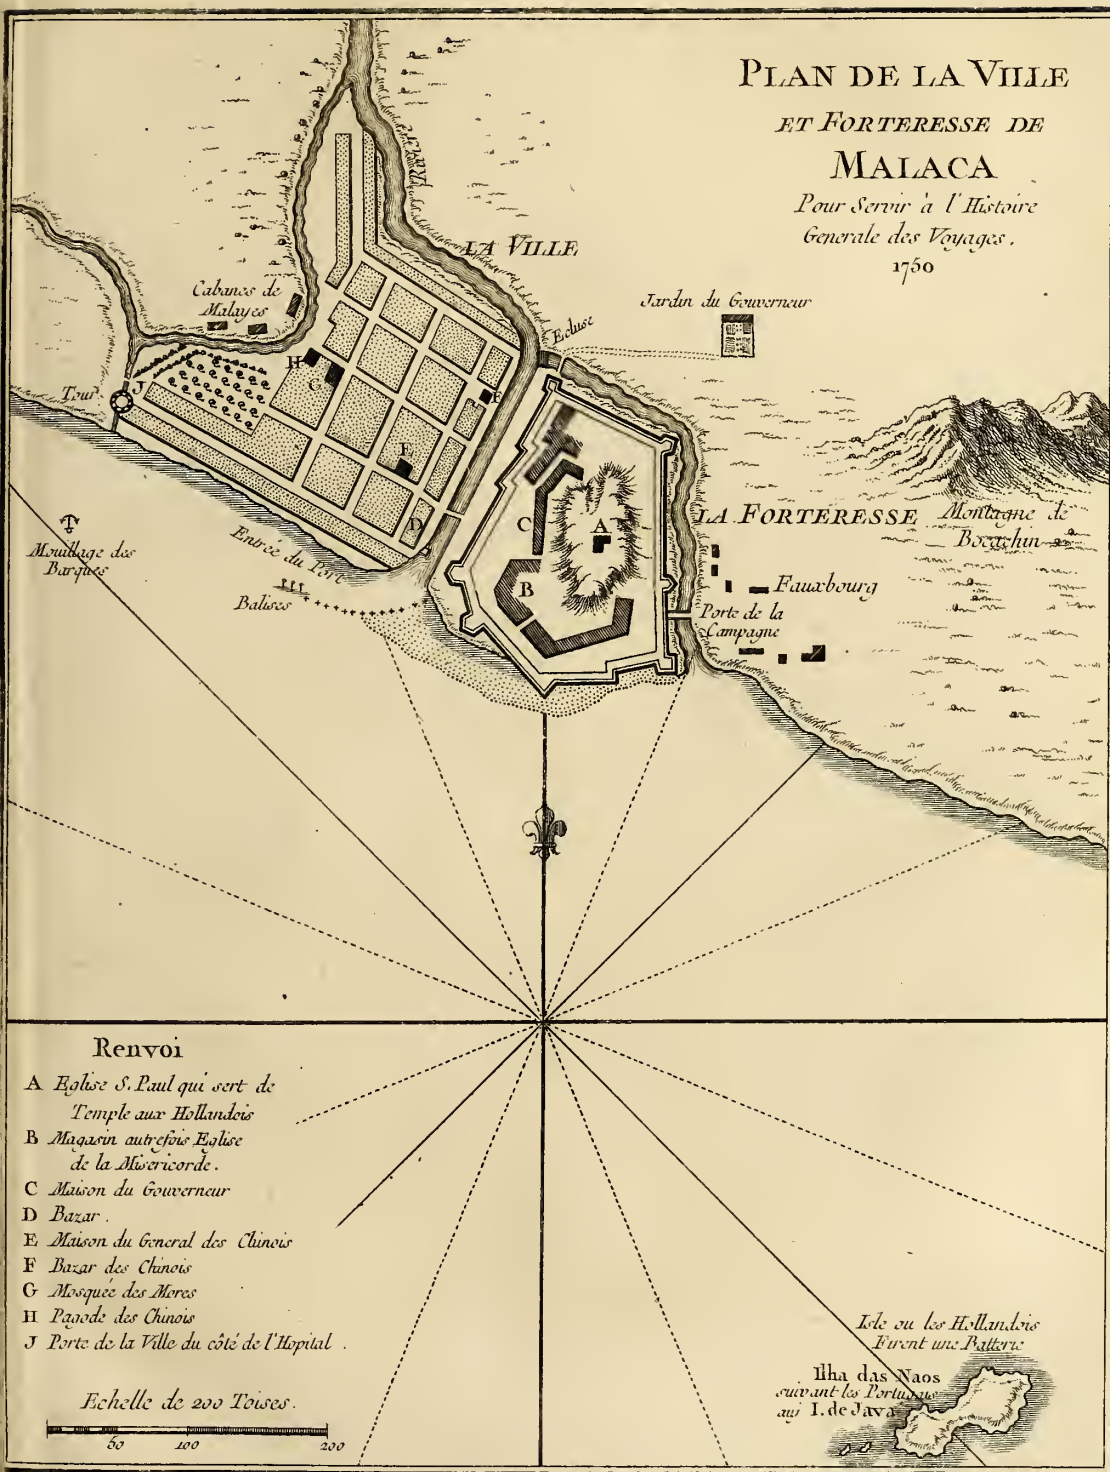 PLAN DE LA VILLE
ET FORTERESSE DE
MALACA
Pour Servir à l'Histoire
Generale des Voyages.
1750
LA VILLE
Cabanes de
Malayes
Jardin du Gouverneur
Ecluse
H
G
E
F
D
Tour
J
LA FORTERESSE
Montagne de
Bocachin
C
A
B
Mouillage des
Barques
Entrée du Port
Balises
Fauxbourg
Porte de la
Campagne
Renvoi
A Eglise S. Paul qui sert de
Temple aux Hollandois
B Magasin autrefois Eglise
de la Misericorde.
C Maison du Gouverneur
D Bazar.
E Maison du General des Chinois
F Bazar des Chinois
G Mosquée des Mores
H Pagode des Chinois
J Porte de la Ville du côté de l'Hopital.
Echelle de 200 Toises.
50 100 200
Isle ou les Hollandois
Firent une Batterie
Ilha das Naos
suivant les Portugais
auj I. de Java